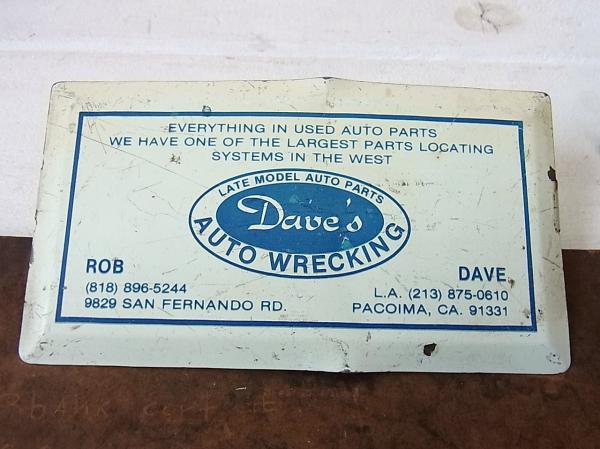 EVERYTHING IN USED AUTO PARTS
WE HAVE ONE OF THE LARGEST PARTS LOCATING
SYSTEMS IN THE WEST
LATE MODEL AUTO PARTS
Dave's
AUTO WRECKING
ROB
(818) 896-5244
9829 SAN FERNANDO RD.
DAVE
L.A. (213) 875-0610
PACOIMA, CA. 91331